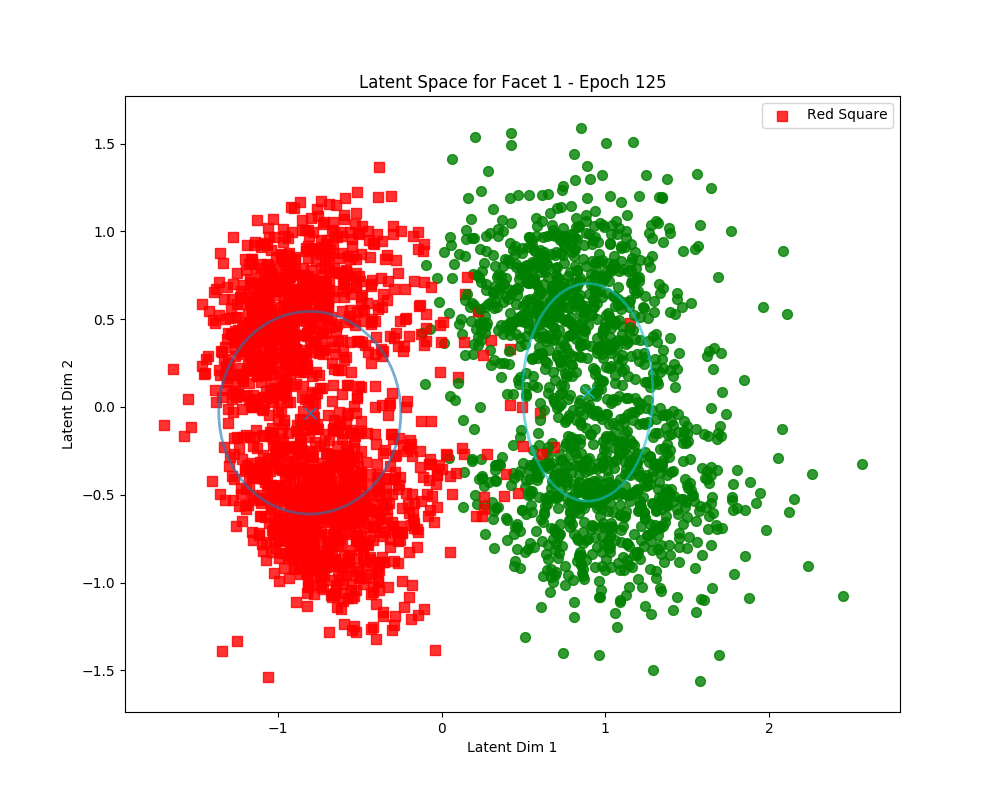 Latent Space for Facet 1 - Epoch 125
Red Square
1.5
1.0
0.5
0.0
−0.5
−1.0
−1.5
Latent Dim 2
−1
0
1
2
Latent Dim 1